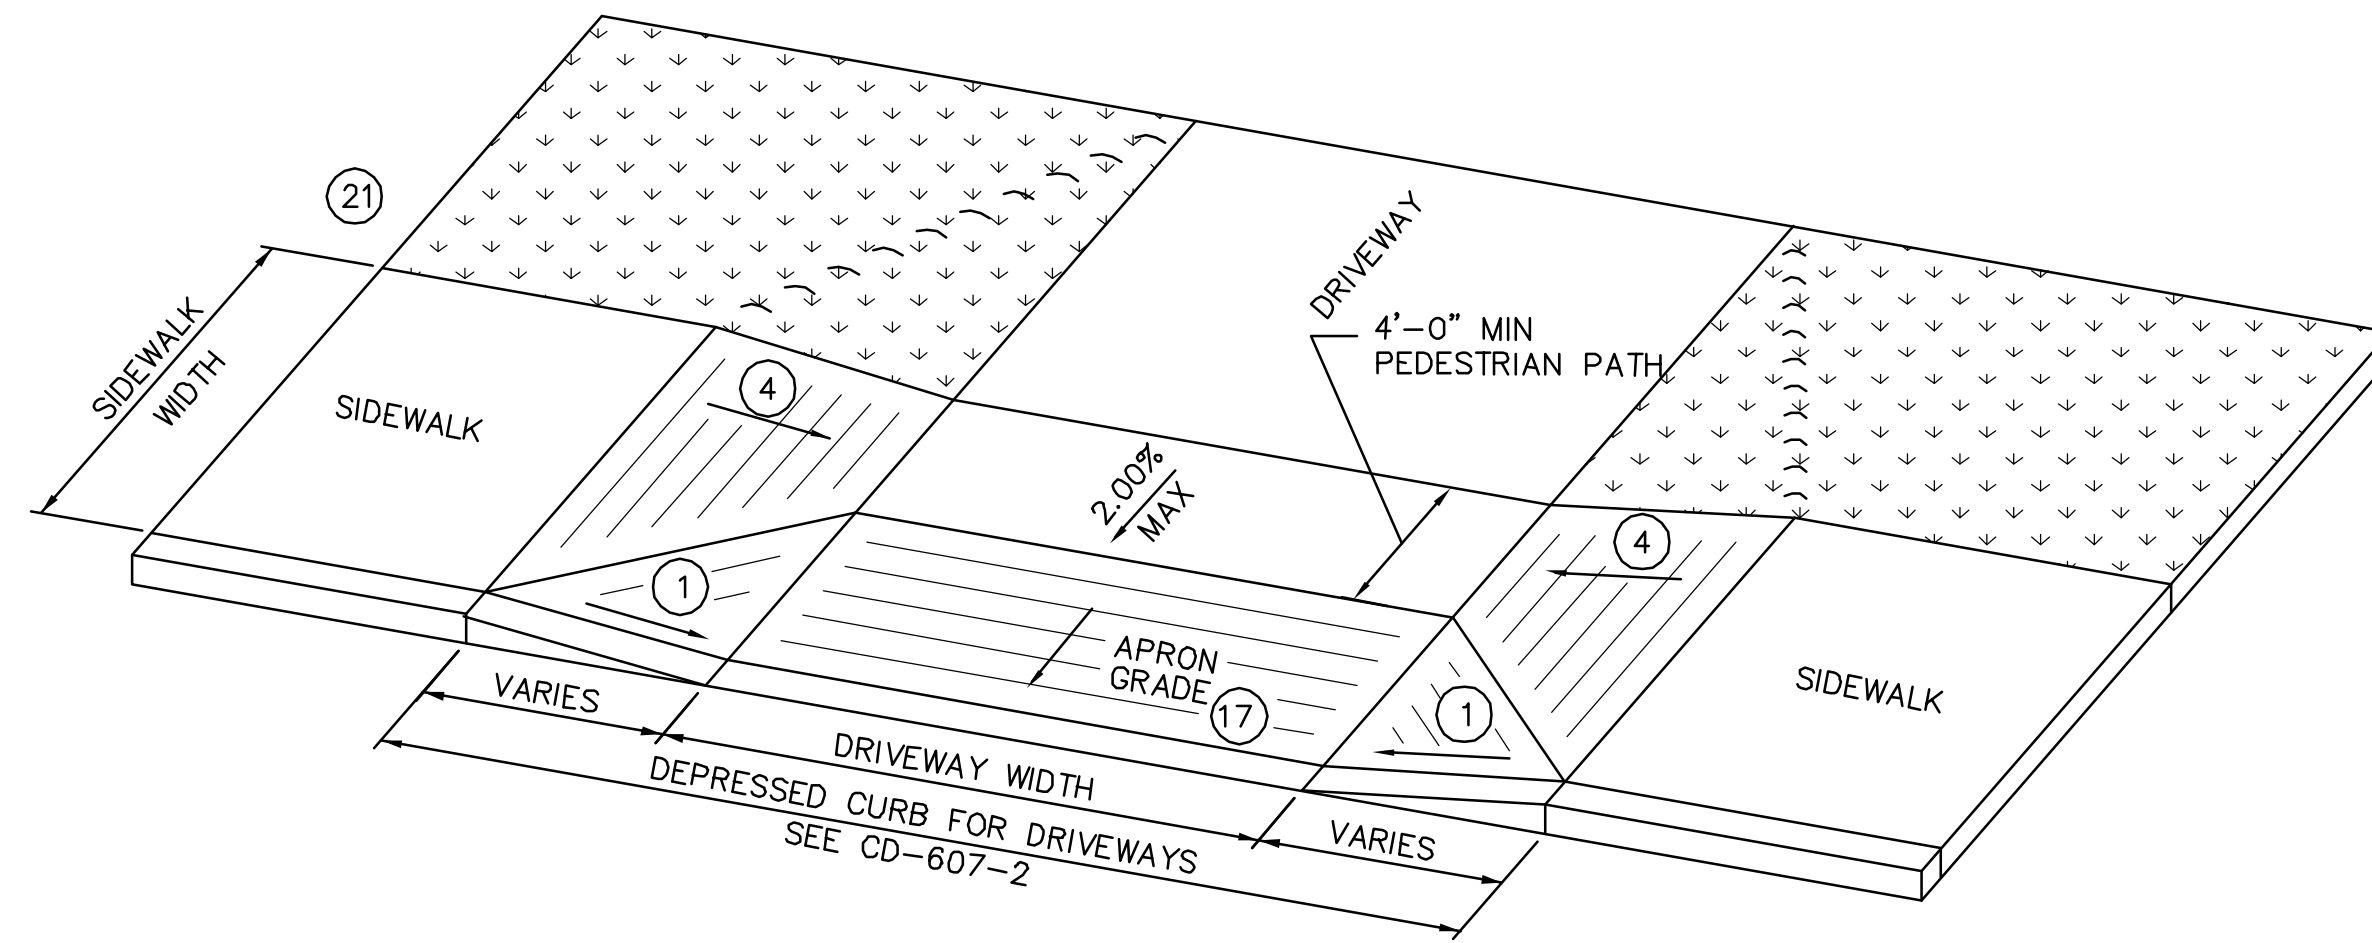 21
SIDEWALK
WIDTH
SIDEWALK
4
DRIVEWAY
4'-0" MIN
PEDESTRIAN PATH
2.00%
MAX
4
1
APRON
GRADE
17
1
SIDEWALK
VARIES
DRIVEWAY WIDTH
VARIES
DEPRESSED CURB FOR DRIVEWAYS
SEE CD-607-2